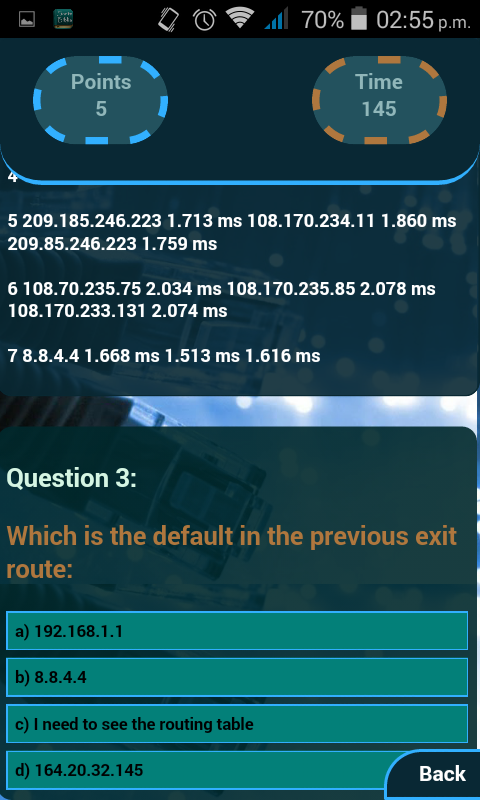 70% 02:55 p.m.
Points
5
Time
145
4
5 209.185.246.223 1.713 ms 108.170.234.11 1.860 ms
209.85.246.223 1.759 ms
6 108.70.235.75 2.034 ms 108.170.235.85 2.078 ms
108.170.233.131 2.074 ms
7 8.8.4.4 1.668 ms 1.513 ms 1.616 ms
Question 3:
Which is the default in the previous exit
route:
a) 192.168.1.1
b) 8.8.4.4
c) I need to see the routing table
d) 164.20.32.145
Back